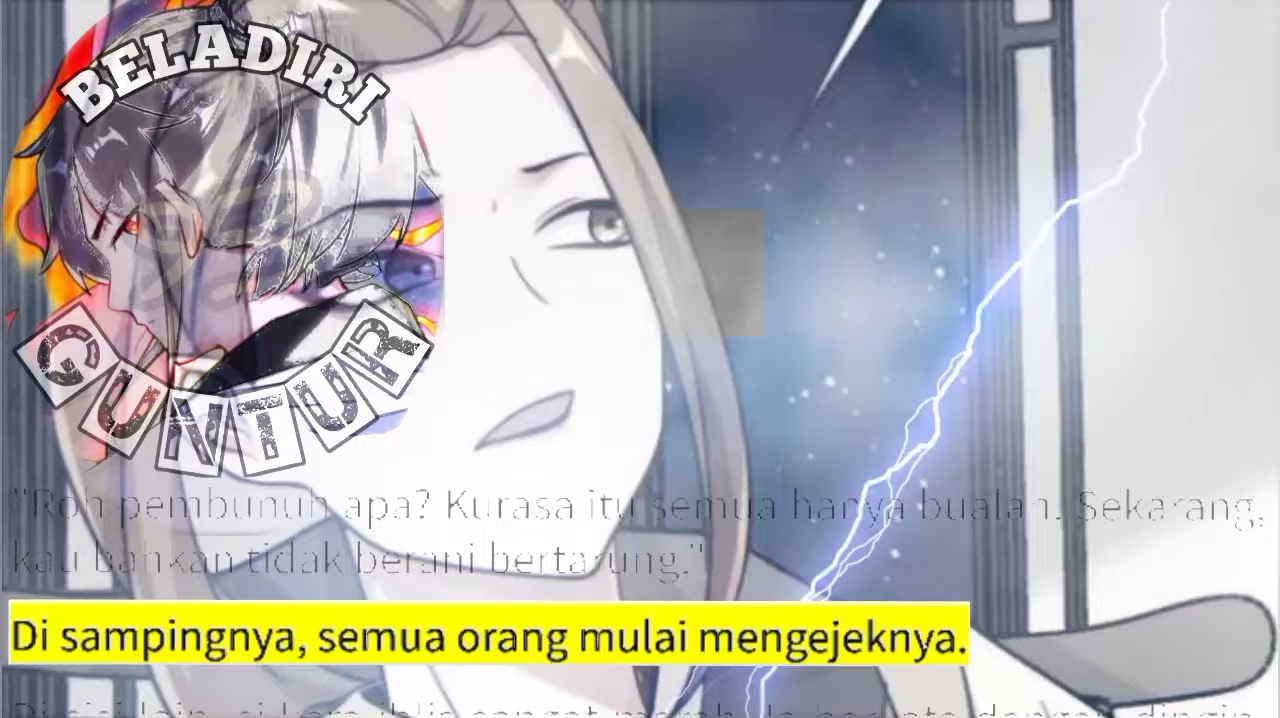 BELADIRI
GUNTUR
"Roh pembunuh apa? Kurasa itu semua hanya bualan. Sekarang,
kau bahkan tidak berani bertarung."
Di sampingnya, semua orang mulai mengejeknya.